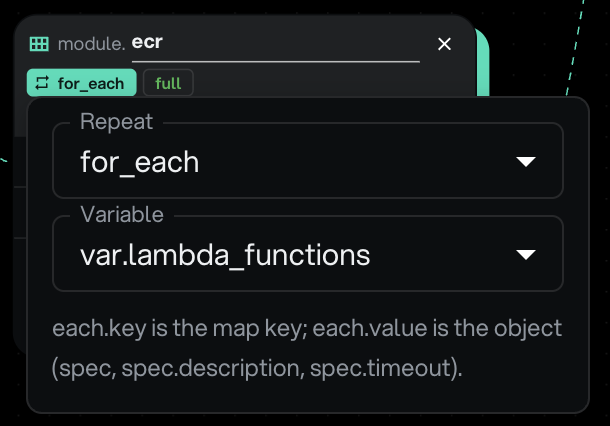 module. ecr
for_each full
Repeat
for_each
Variable
var.lambda_functions
each.key is the map key; each.value is the object
(spec, spec.description, spec.timeout).